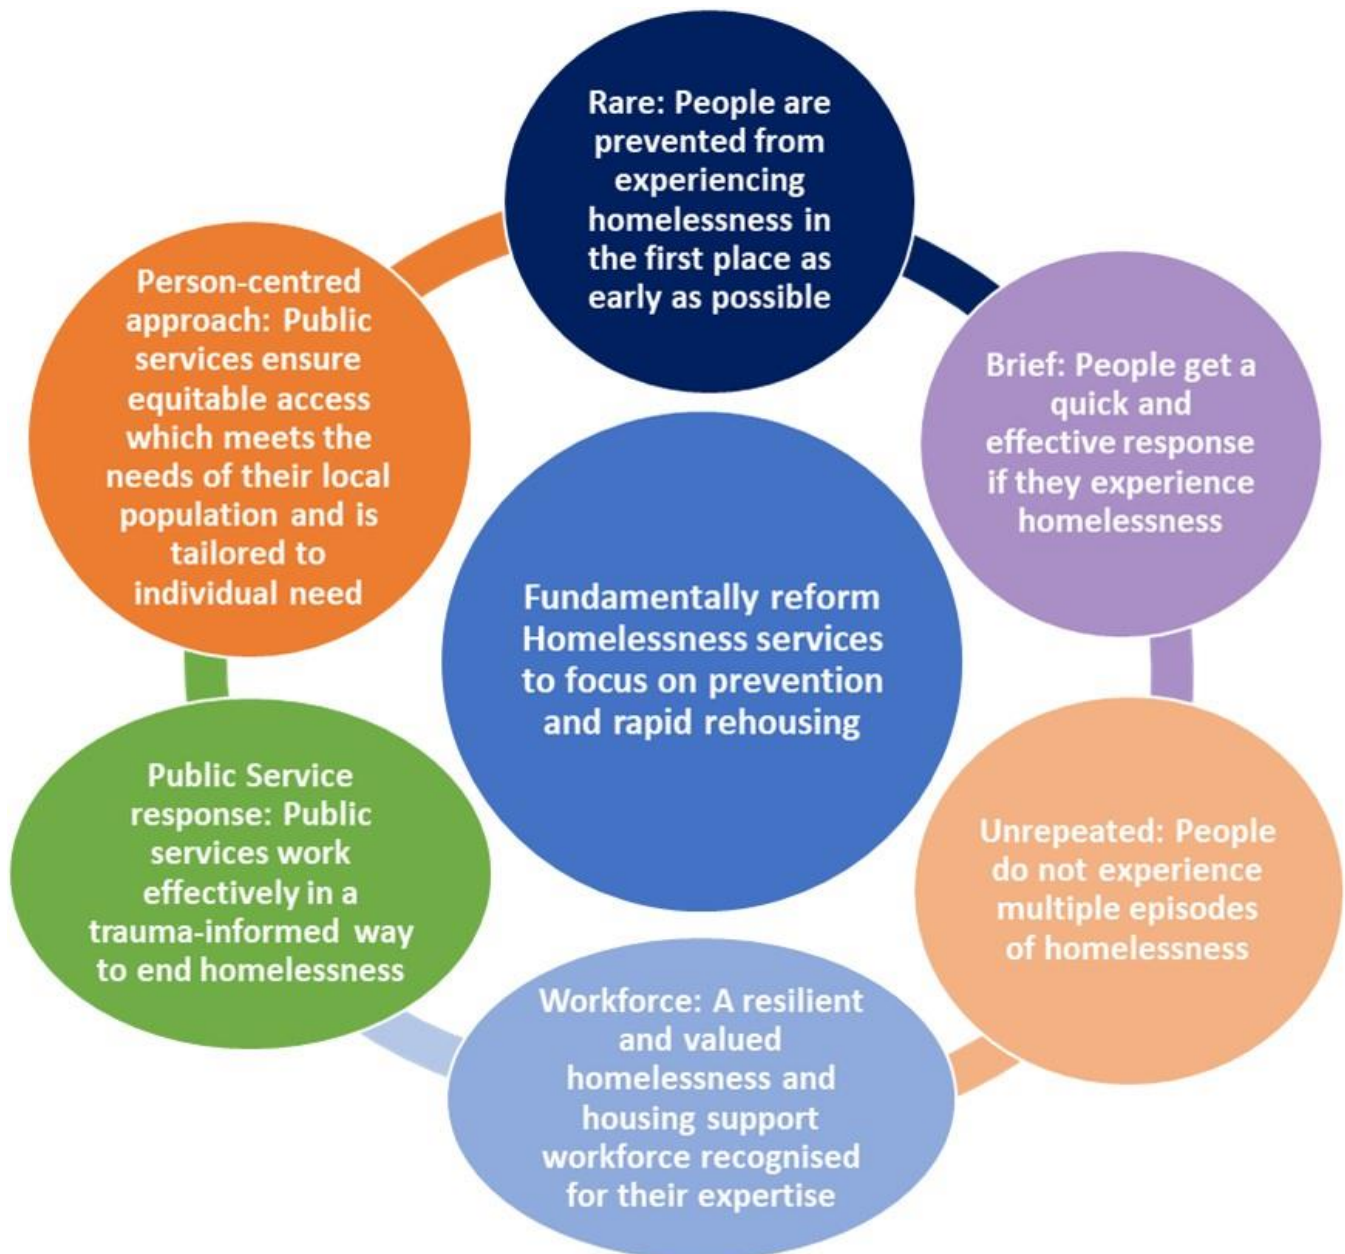 Rare: People are
prevented from
experiencing
homelessness in
the first place as
early as possible
Brief: People get a
quick and
effective response
if they experience
homelessness
Unrepeated: People
do not experience
multiple episodes
of homelessness
Workforce: A resilient
and valued
homelessness and
housing support
workforce recognised
for their expertise
Public Service
response: Public
services work
effectively in a
trauma-informed way
to end homelessness
Person-centred
approach: Public
services ensure
equitable access
which meets the
needs of their local
population and is
tailored to
individual need
Fundamentally reform
Homelessness services
to focus on prevention
and rapid rehousing